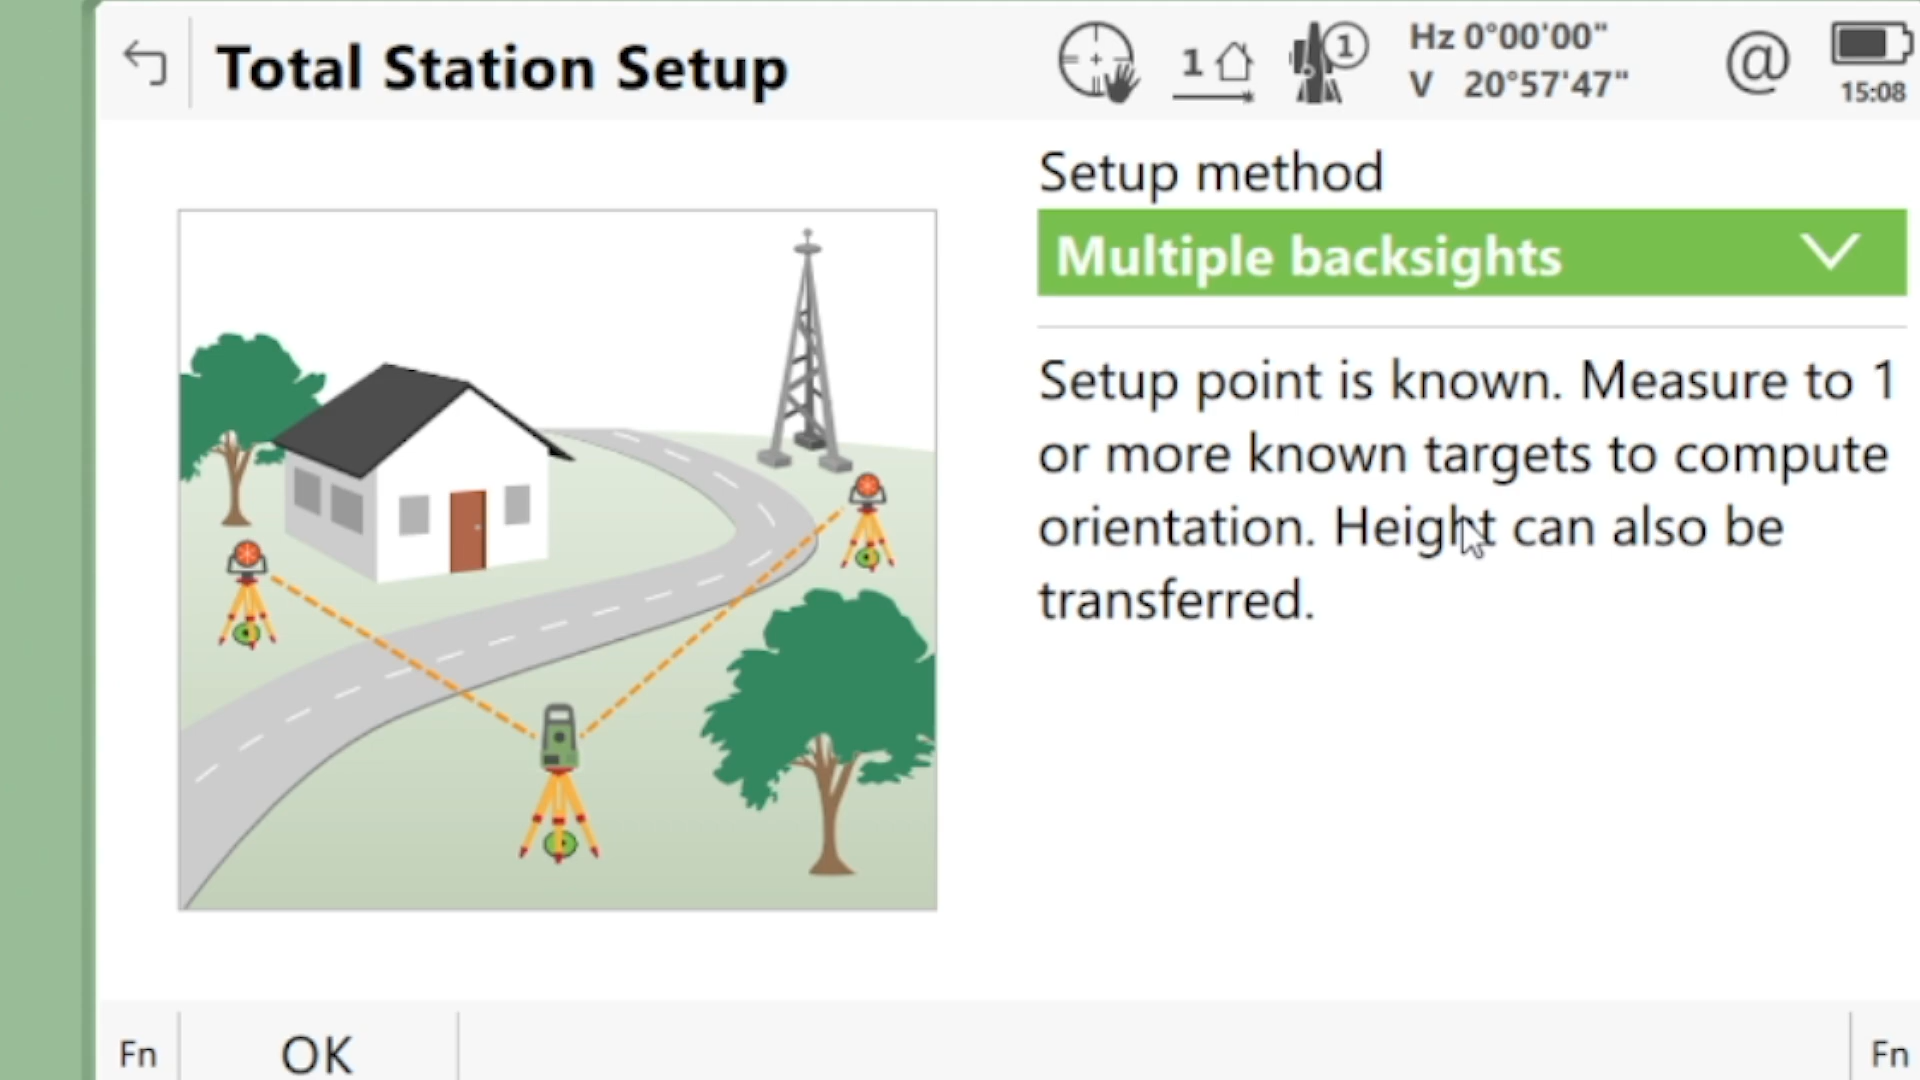 Total Station Setup
1
1
Hz 0°00'00"
V 20°57'47"
@
15:08
Setup method
Multiple backsights
Setup point is known. Measure to 1
or more known targets to compute
orientation. Height can also be
transferred.
Fn
OK
Fn